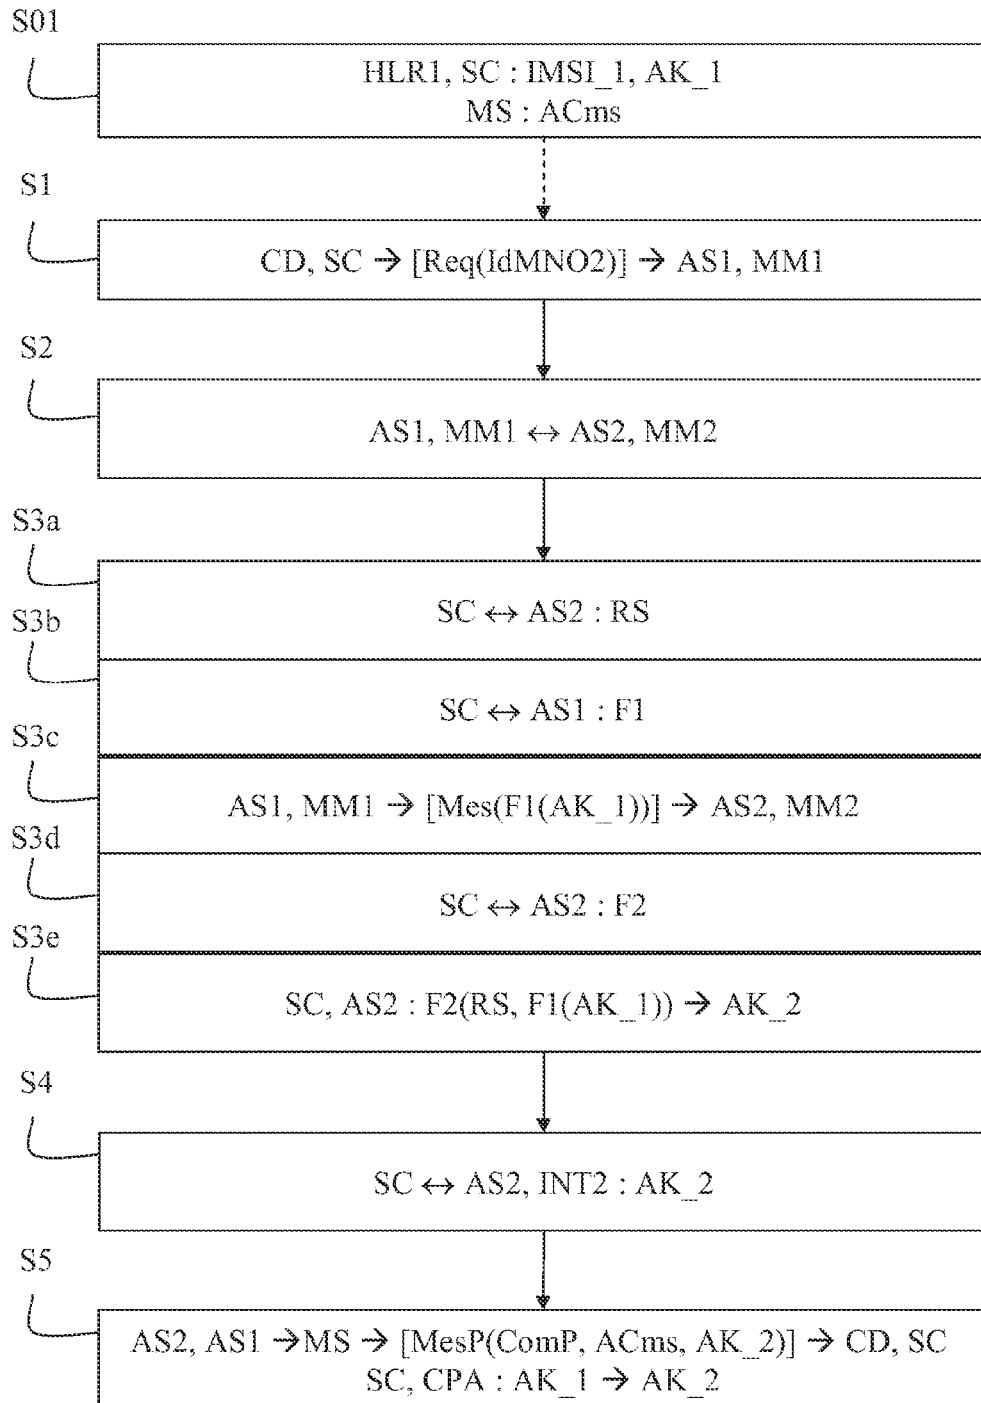 S01
HLR1, SC : IMSI_1, AK_1
MS : ACms
S1
CD, SC → [Req(IdMNO2)] → AS1, MM1
S2
AS1, MM1 ↔ AS2, MM2
S3a
SC ↔ AS2 : RS
S3b
SC ↔ AS1 : F1
S3c
AS1, MM1 → [Mes(F1(AK_1))] → AS2, MM2
S3d
SC ↔ AS2 : F2
S3e
SC, AS2 : F2(RS, F1(AK_1)) → AK_2
S4
SC ↔ AS2, INT2 : AK_2
S5
AS2, AS1 →MS → [MesP(ComP, ACms, AK_2)] → CD, SC
SC, CPA : AK_1 → AK_2